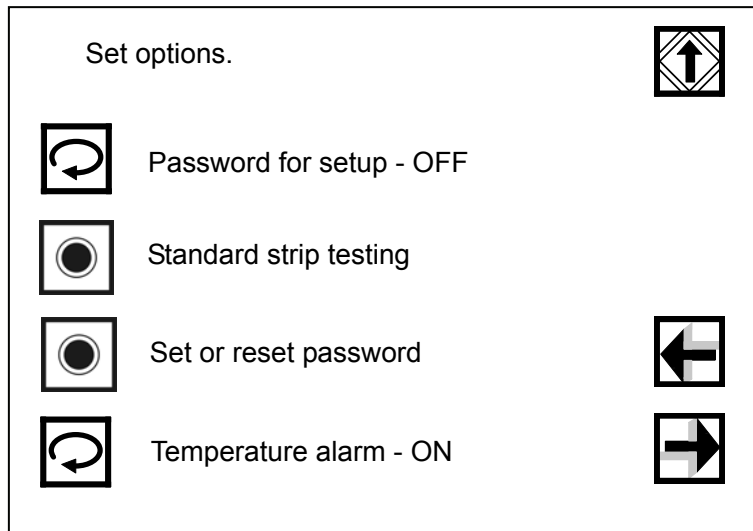 Set options.
Password for setup - OFF
Standard strip testing
Set or reset password
Temperature alarm - ON